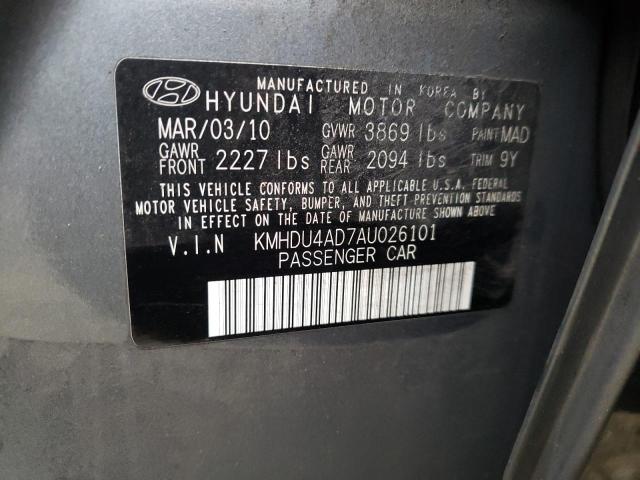 MANUFACTURED IN KOREA BY
HYUNDAI MOTOR COMPANY
MAR/03/10 GVWR 3869 lbs PAINT MAD
GAWR FRONT 2227 lbs GAWR REAR 2094 lbs TRIM 9Y
THIS VEHICLE CONFORMS TO ALL APPLICABLE U.S.A. FEDERAL
MOTOR VEHICLE SAFETY, BUMPER, AND THEFT PREVENTION STANDARDS
IN EFFECT ON THE DATE OF MANUFACTURE SHOWN ABOVE.
V.I.N KMHDU4AD7AU026101
PASSENGER CAR